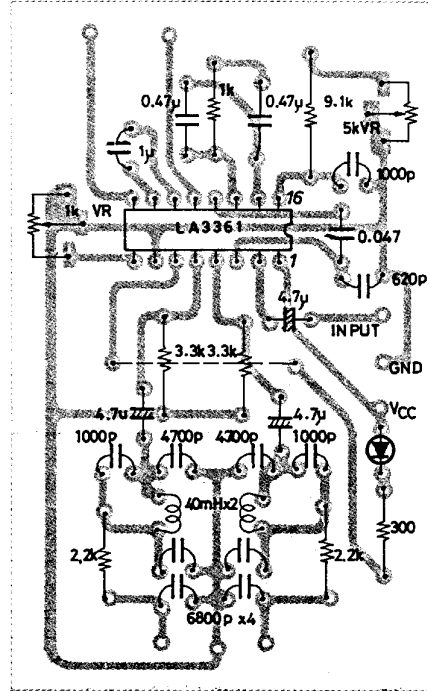 1k
0.47µ
0.47µ
9.1k
5kVR
1µ
1000p
16
1k VR
LA3361
0.047
1
620p
4.7µ
INPUT
3.3k 3.3k
GND
4.7µ
4.7µ
VCC
1000p
4700p
4700p
1000p
40mHx2
300
2,2k
2,2k
6800p x4